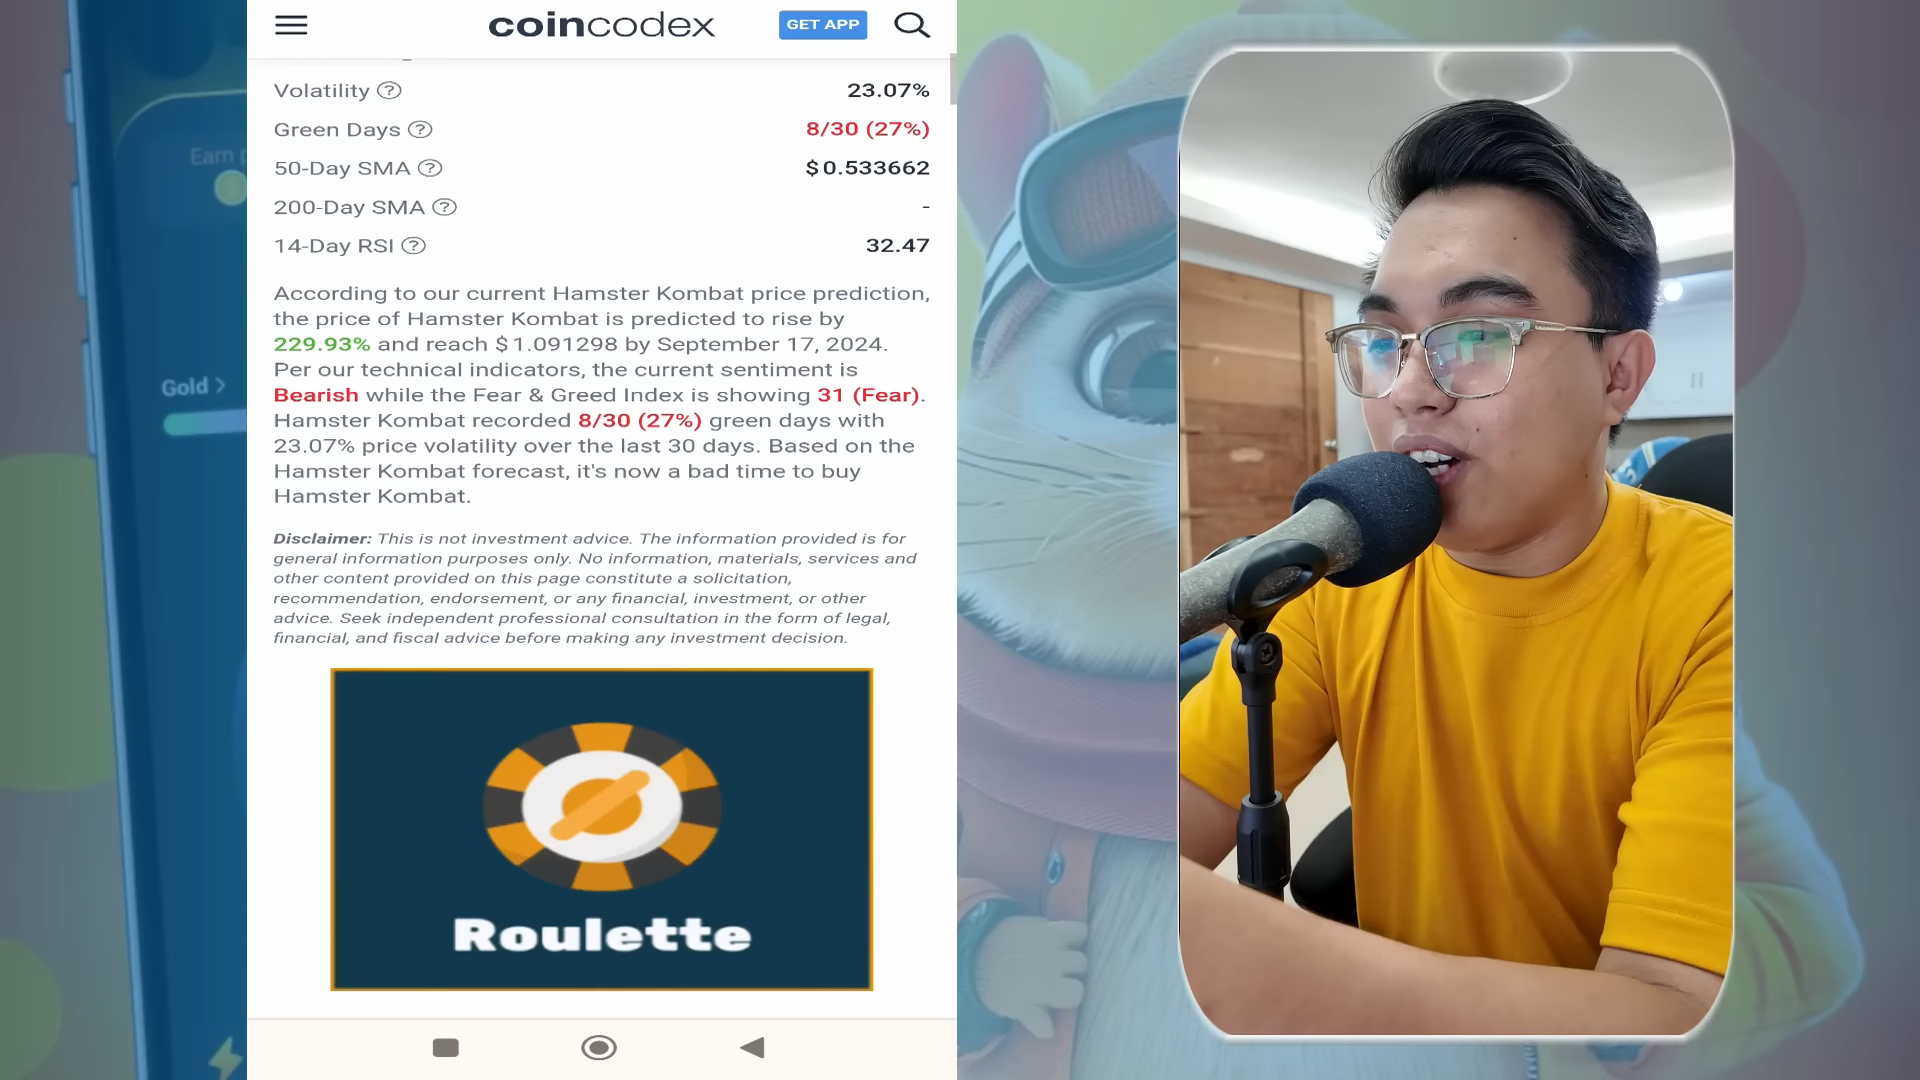 coincodex
GET APP
Volatility ? 23.07%
Green Days ? 8/30 (27%)
50-Day SMA ? $0.533662
200-Day SMA ? -
14-Day RSI ? 32.47
According to our current Hamster Kombat price prediction,
the price of Hamster Kombat is predicted to rise by
229.93% and reach $1.091298 by September 17, 2024.
Per our technical indicators, the current sentiment is
Bearish while the Fear & Greed Index is showing 31 (Fear).
Hamster Kombat recorded 8/30 (27%) green days with
23.07% price volatility over the last 30 days. Based on the
Hamster Kombat forecast, it's now a bad time to buy
Hamster Kombat.
Disclaimer: This is not investment advice. The information provided is for
general information purposes only. No information, materials, services and
other content provided on this page constitute a solicitation,
recommendation, endorsement, or any financial, investment, or other
advice. Seek independent professional consultation in the form of legal,
financial, and fiscal advice before making any investment decision.
Roulette
Earn
Gold >